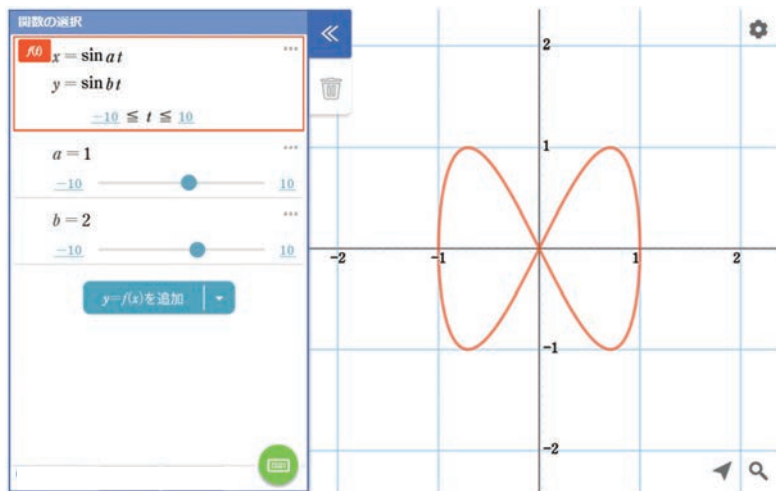 関数の選択
f(t) x = sin at
y = sin bt
−10 ≦ t ≦ 10
a = 1
−10 10
b = 2
−10 10
y=f(x)を追加
2
1
-2 -1 1 2
-1
-2